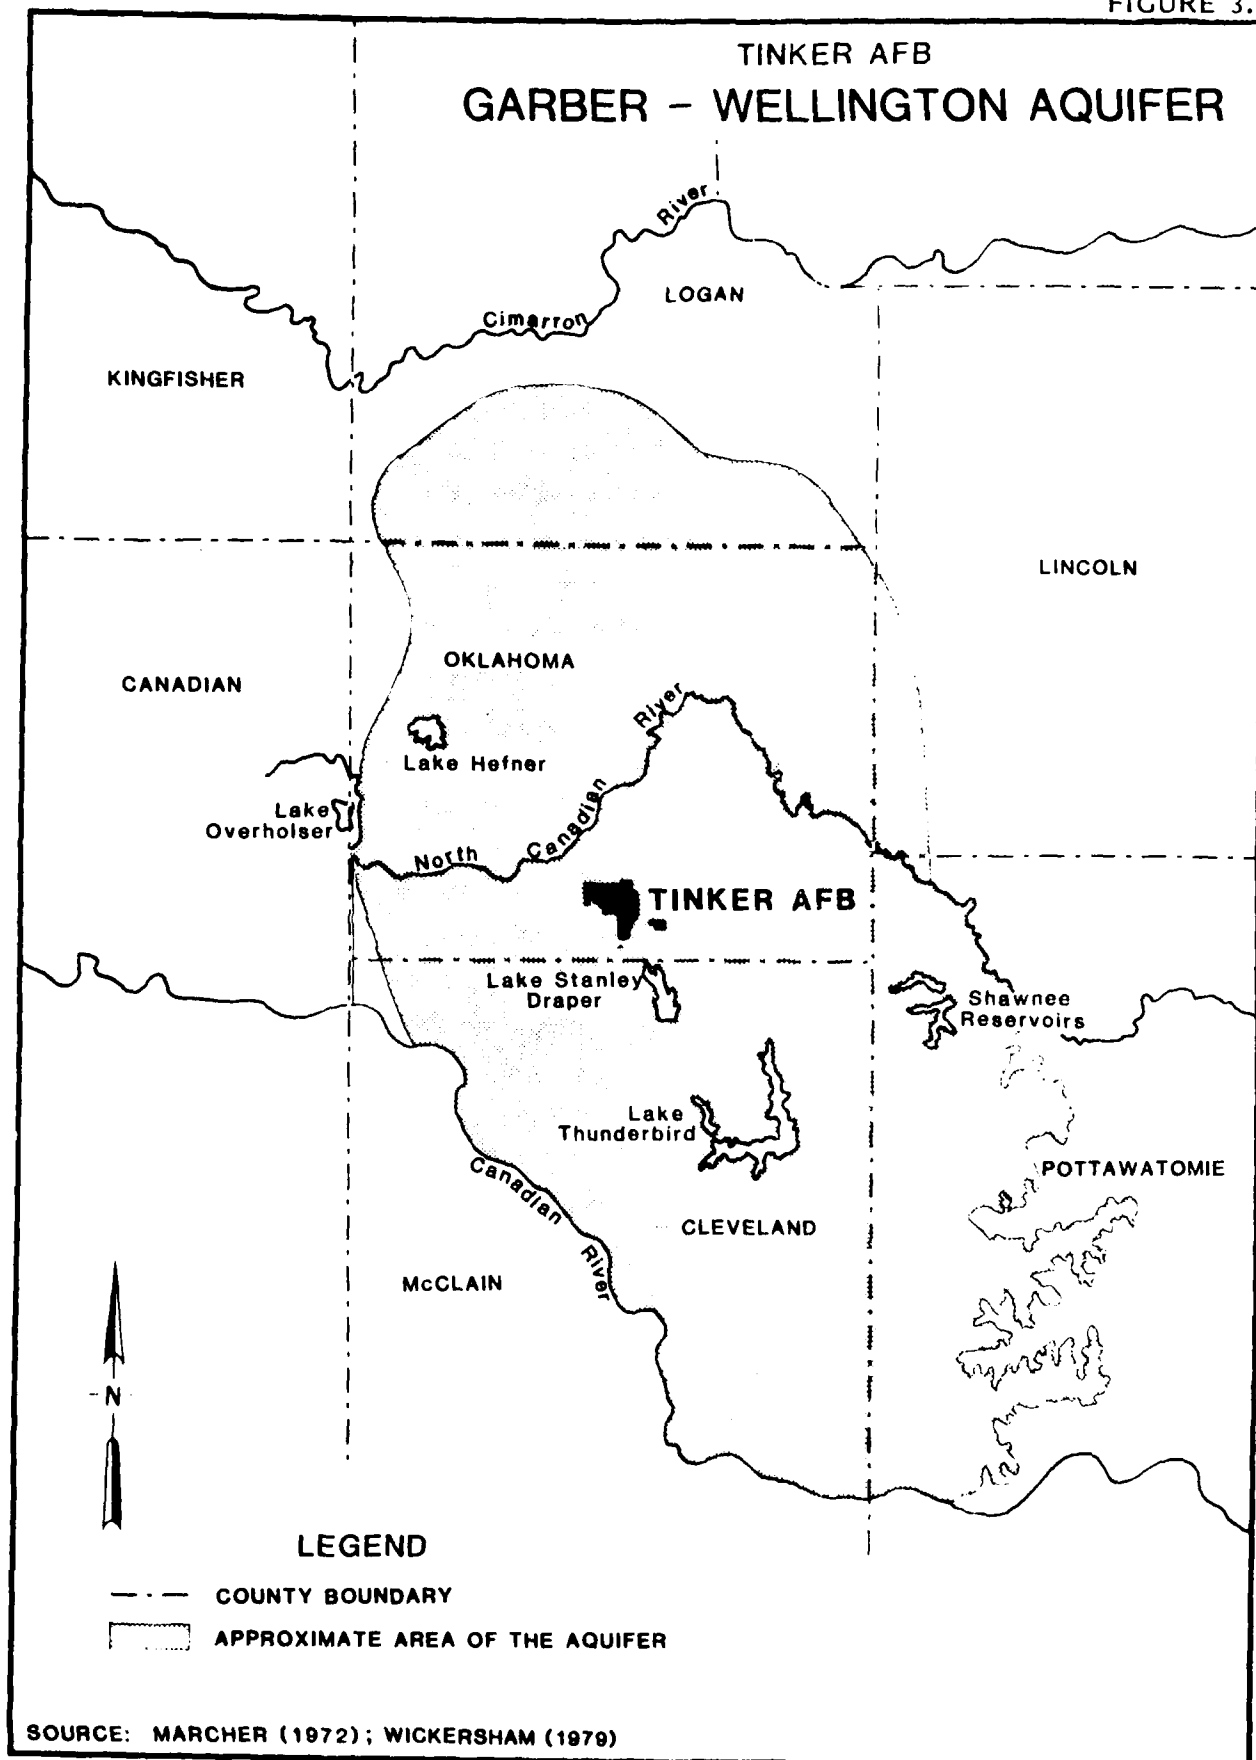 FIGURE 3.
TINKER AFB
GARBER – WELLINGTON AQUIFER
River
LOGAN
Cimarron
KINGFISHER
LINCOLN
OKLAHOMA
CANADIAN
River
Lake Hefner
Lake
Overholser
Canadian
North
TINKER AFB
Lake Stanley
Draper
Shawnee
Reservoirs
Lake
Thunderbird
POTTAWATOMIE
Canadian
River
CLEVELAND
McCLAIN
N
LEGEND
COUNTY BOUNDARY
APPROXIMATE AREA OF THE AQUIFER
SOURCE: MARCHER (1972); WICKERSHAM (1979)